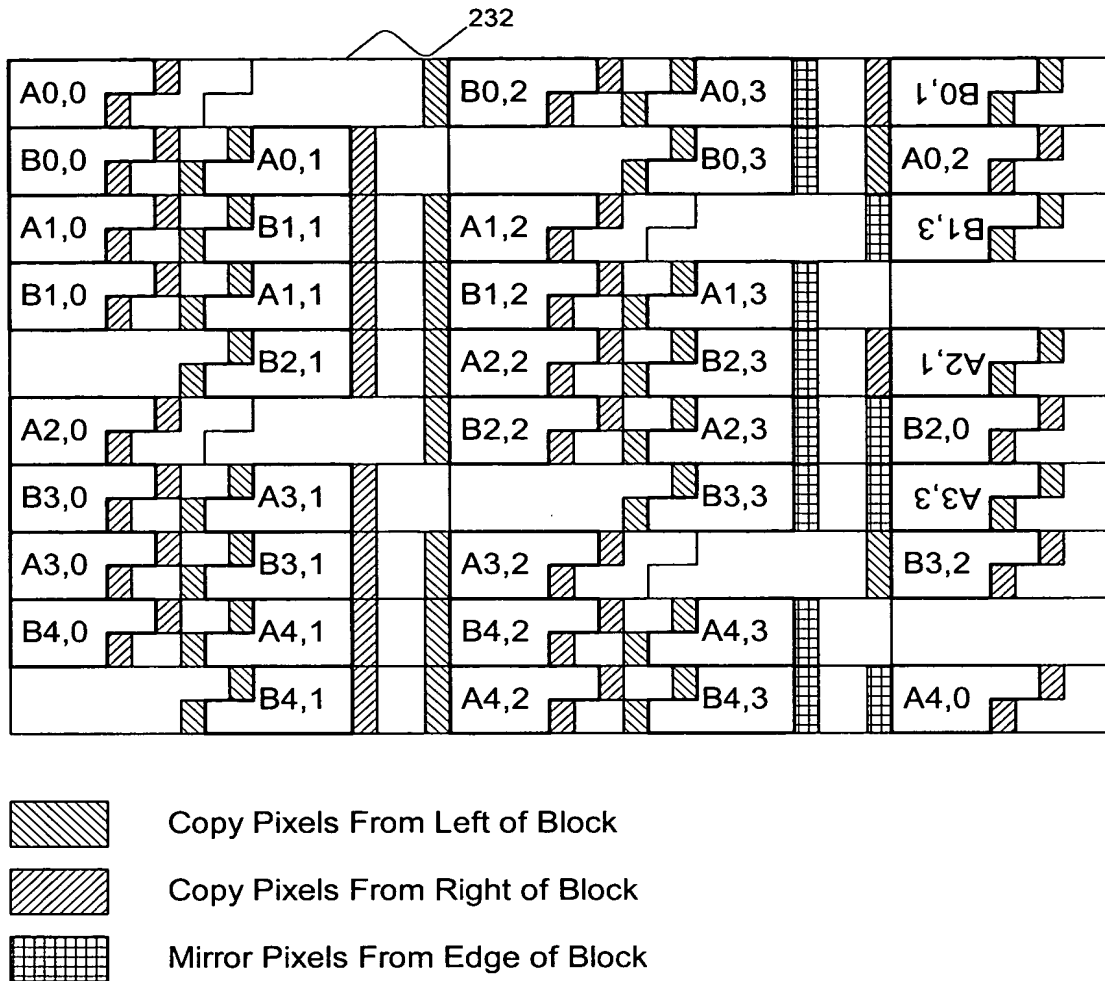 232
A0,0 B0,2 A0,3 B0,1
B0,0 A0,1 B0,3 A0,2
A1,0 B1,1 A1,2 B1,3
B1,0 A1,1 B1,2 A1,3
B2,1 A2,2 B2,3 A2,1
A2,0 B2,2 A2,3 B2,0
B3,0 A3,1 B3,3 A3,3
A3,0 B3,1 A3,2 B3,2
B4,0 A4,1 B4,2 A4,3
B4,1 A4,2 B4,3 A4,0
Copy Pixels From Left of Block
Copy Pixels From Right of Block
Mirror Pixels From Edge of Block